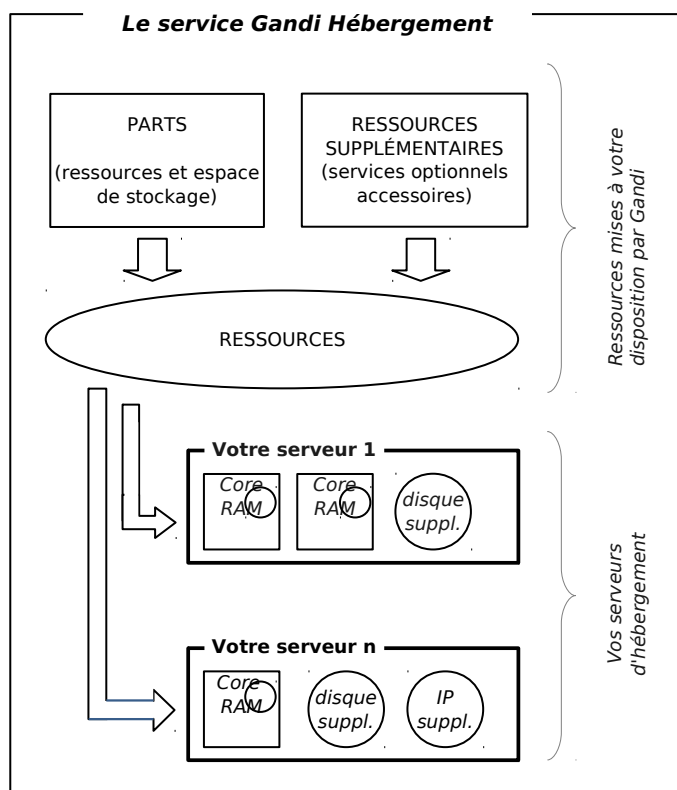 Le service Gandi Hébergement
PARTS
(ressources et espace
de stockage)
RESSOURCES
SUPPLÉMENTAIRES
(services optionnels
accessoires)
Ressources mises à votre
disposition par Gandi
RESSOURCES
Votre serveur 1
Core
RAM
Core
RAM
disque
suppl.
Vos serveurs
d'hébergement
Votre serveur n
Core
RAM
disque
suppl.
IP
suppl.